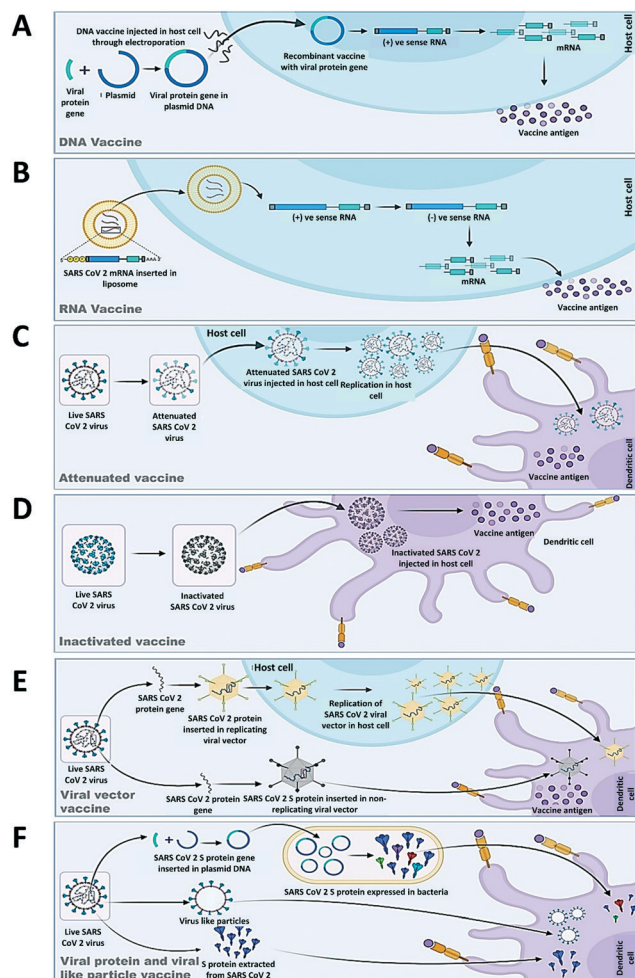 A
DNA vaccine injected in host cell
through electroporation
Viral
protein
gene
Plasmid
Viral protein gene in
plasmid DNA
Recombinant vaccine
with viral protein gene
(+) ve sense RNA
mRNA
Vaccine antigen
Host cell
DNA Vaccine
B
SARS CoV 2 mRNA inserted in
liposome
(+) ve sense RNA
(-) ve sense RNA
mRNA
Vaccine antigen
Host cell
RNA Vaccine
C
Live SARS
CoV 2 virus
Attenuated
SARS CoV 2
virus
Host cell
Attenuated SARS CoV 2
virus injected in host cell
Replication in host
cell
Vaccine antigen
Dendritic cell
Attenuated vaccine
D
Live SARS
CoV 2 virus
Inactivated
SARS CoV 2 virus
Inactivated SARS CoV 2
injected in host cell
Vaccine
antigen
Dendritic cell
Inactivated vaccine
E
Live SARS
CoV 2 virus
SARS CoV 2
protein gene
SARS CoV 2 protein
inserted in replicating
viral vector
Host cell
Replication of
SARS CoV 2 viral
vector in host cell
SARS CoV 2 protein
gene
SARS CoV 2 S protein inserted in non-
replicating viral vector
Vaccine antigen
Dendritic
cell
Viral vector
vaccine
F
Live SARS
CoV 2 virus
SARS CoV 2 S protein gene
inserted in plasmid DNA
SARS CoV 2 S protein expressed in bacteria
Virus like particles
S protein extracted
from SARS CoV 2
Dendritic
cell
Viral protein and viral
like particle vaccine